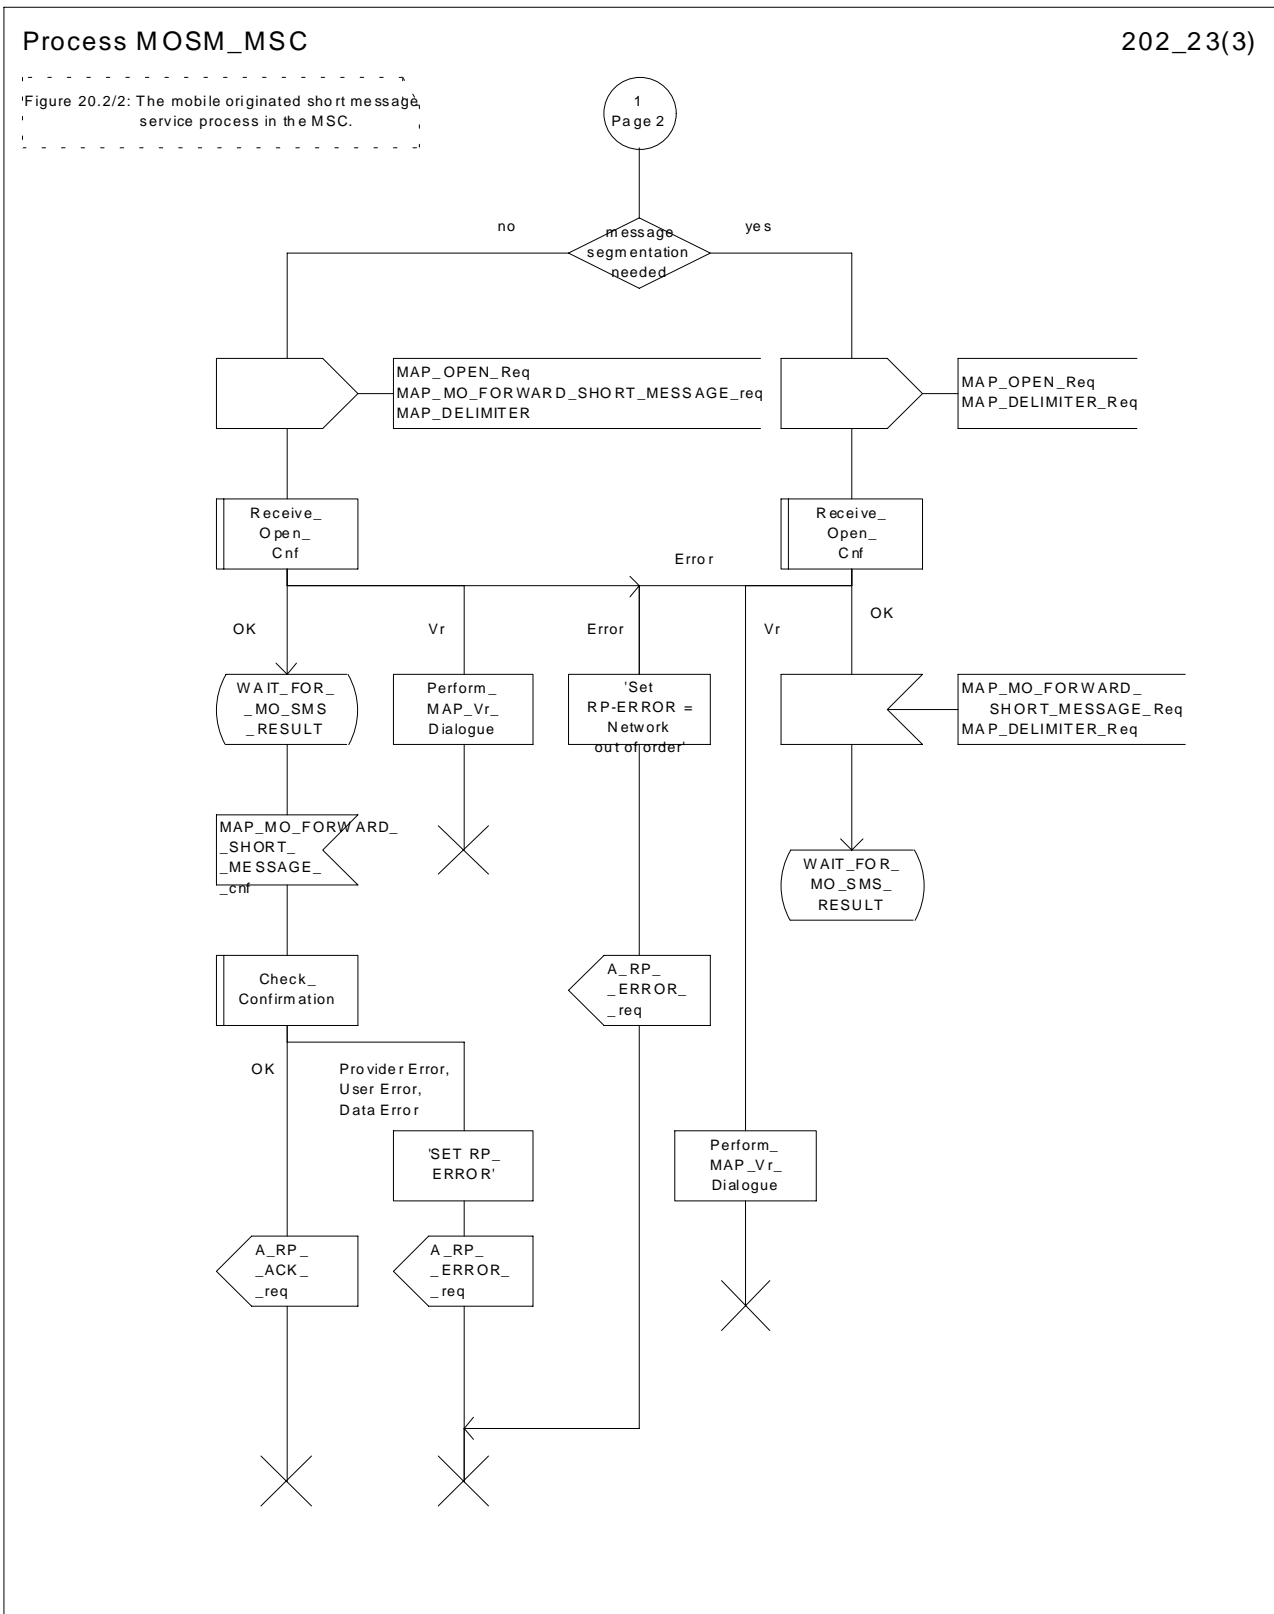 Process MOSM_MSC
202_23(3)
Figure 20.2/2: The mobile originated short message
service process in the MSC.
1
Page 2
no
message
segmentation
needed
yes
MAP_OPEN_Req
MAP_MO_FORWARD_SHORT_MESSAGE_req
MAP_DELIMITER
MAP_OPEN_Req
MAP_DELIMITER_Req
Receive_
Open_
Cnf
Receive_
Open_
Cnf
Error
OK
Vr
Error
Vr
OK
WAIT_FOR_
_MO_SMS
_RESULT
Perform_
MAP_Vr_
Dialogue
'Set
RP-ERROR =
Network
out of order'
MAP_MO_FORWARD_
SHORT_MESSAGE_Req
MAP_DELIMITER_Req
MAP_MO_FORWARD_
_SHORT_
_MESSAGE_
_cnf
WAIT_FOR_
MO_SMS_
RESULT
Check_
Confirmation
A_RP_
_ERROR_
_req
OK
Provider Error,
User Error,
Data Error
'SET RP_
ERROR'
Perform_
MAP_Vr_
Dialogue
A_RP_
_ACK_
_req
A_RP_
_ERROR_
_req